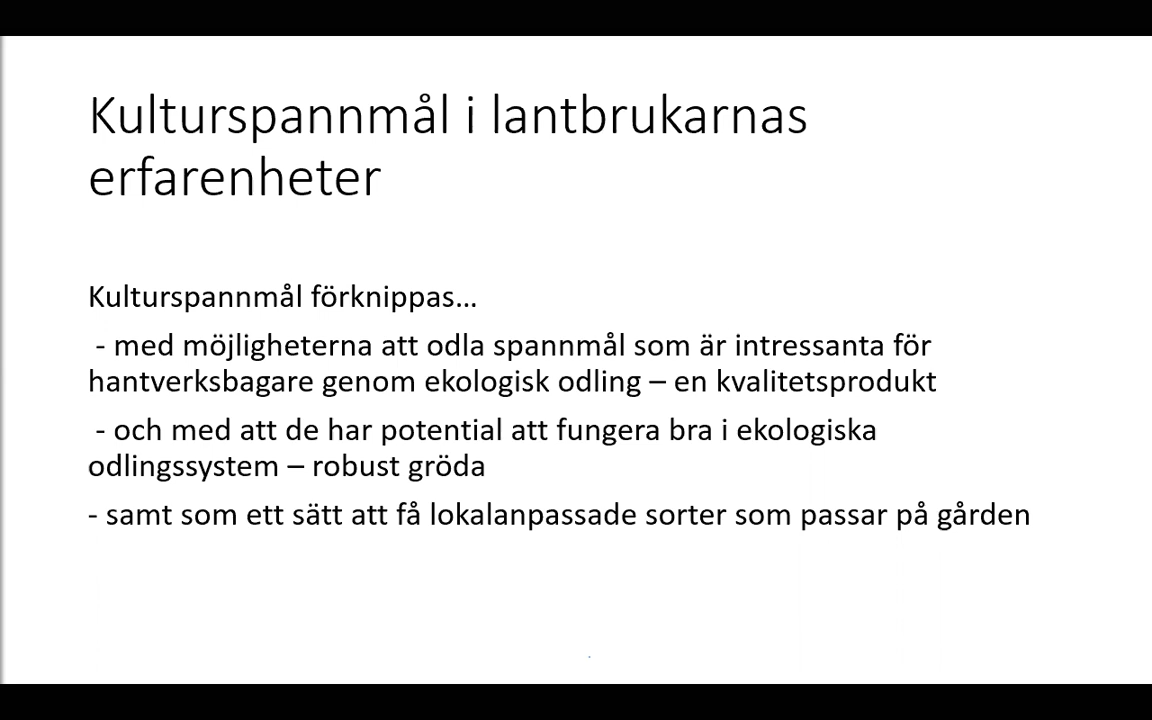 Kulturspannmål i lantbrukarnas
erfarenheter
Kulturspannmål förknippas…
- med möjligheterna att odla spannmål som är intressanta för
hantverksbagare genom ekologisk odling – en kvalitetsprodukt
- och med att de har potential att fungera bra i ekologiska
odlingssystem – robust gröda
- samt som ett sätt att få lokalanpassade sorter som passar på gården